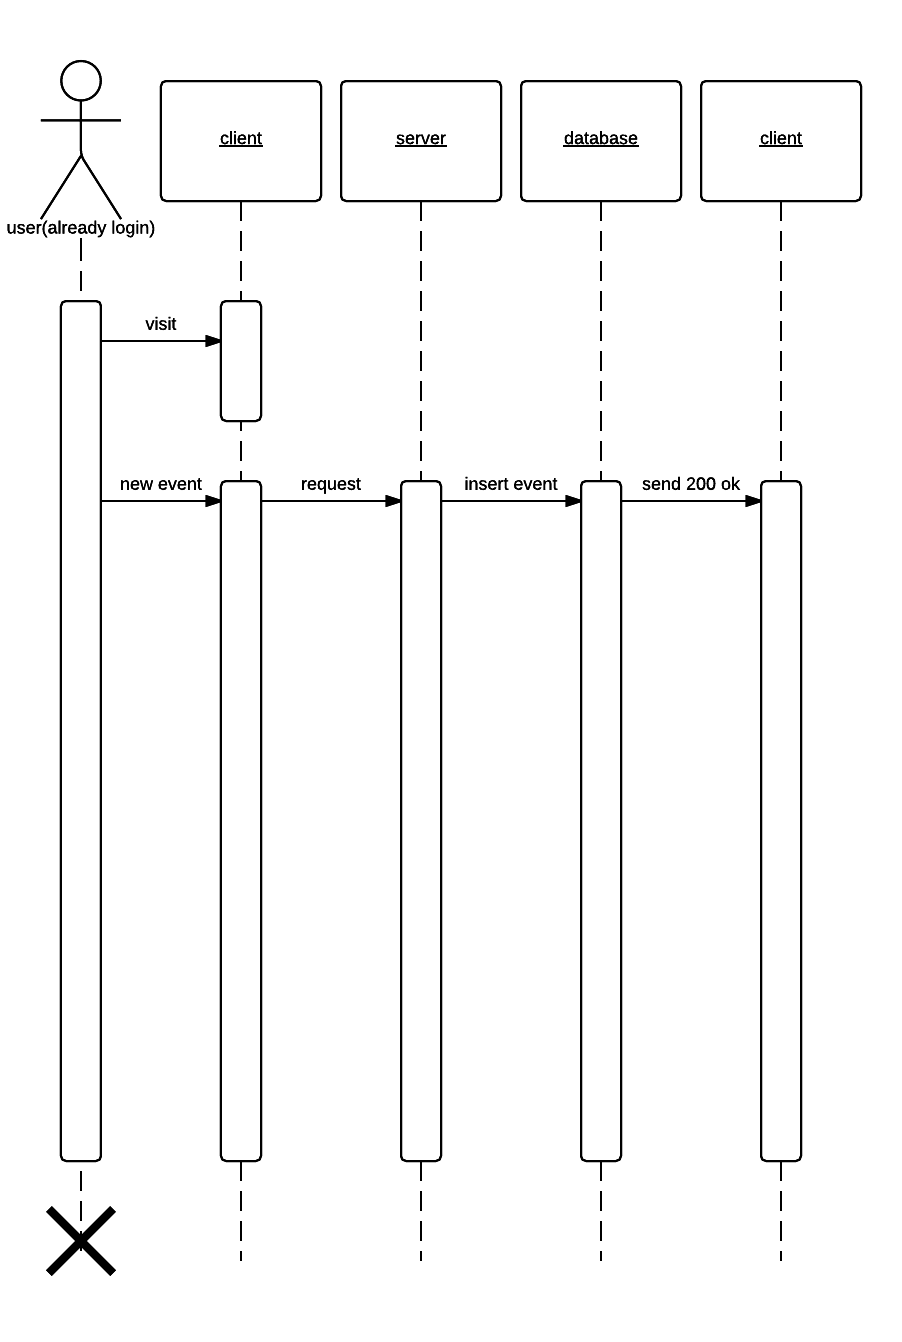 client
server
database
client
user(already login)
visit
new event
request
insert event
send 200 ok